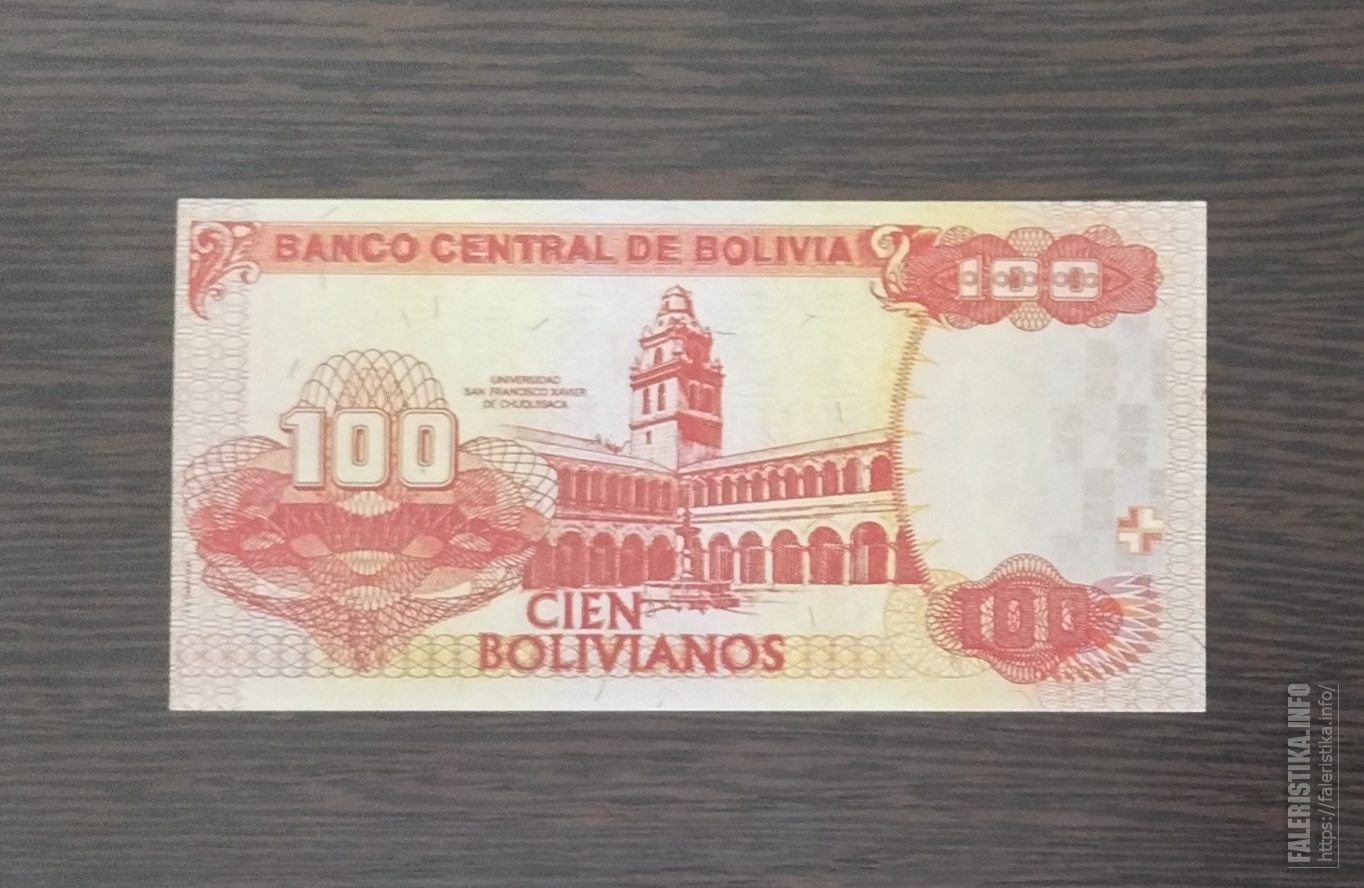 BANCO CENTRAL DE BOLIVIA
100
UNIVERSIDAD
SAN FRANCISCO XAVIER
DE CHUQUISACA
100
CIEN
BOLIVIANOS
100
FALERISTIKA.INFO
https://faleristika.info/